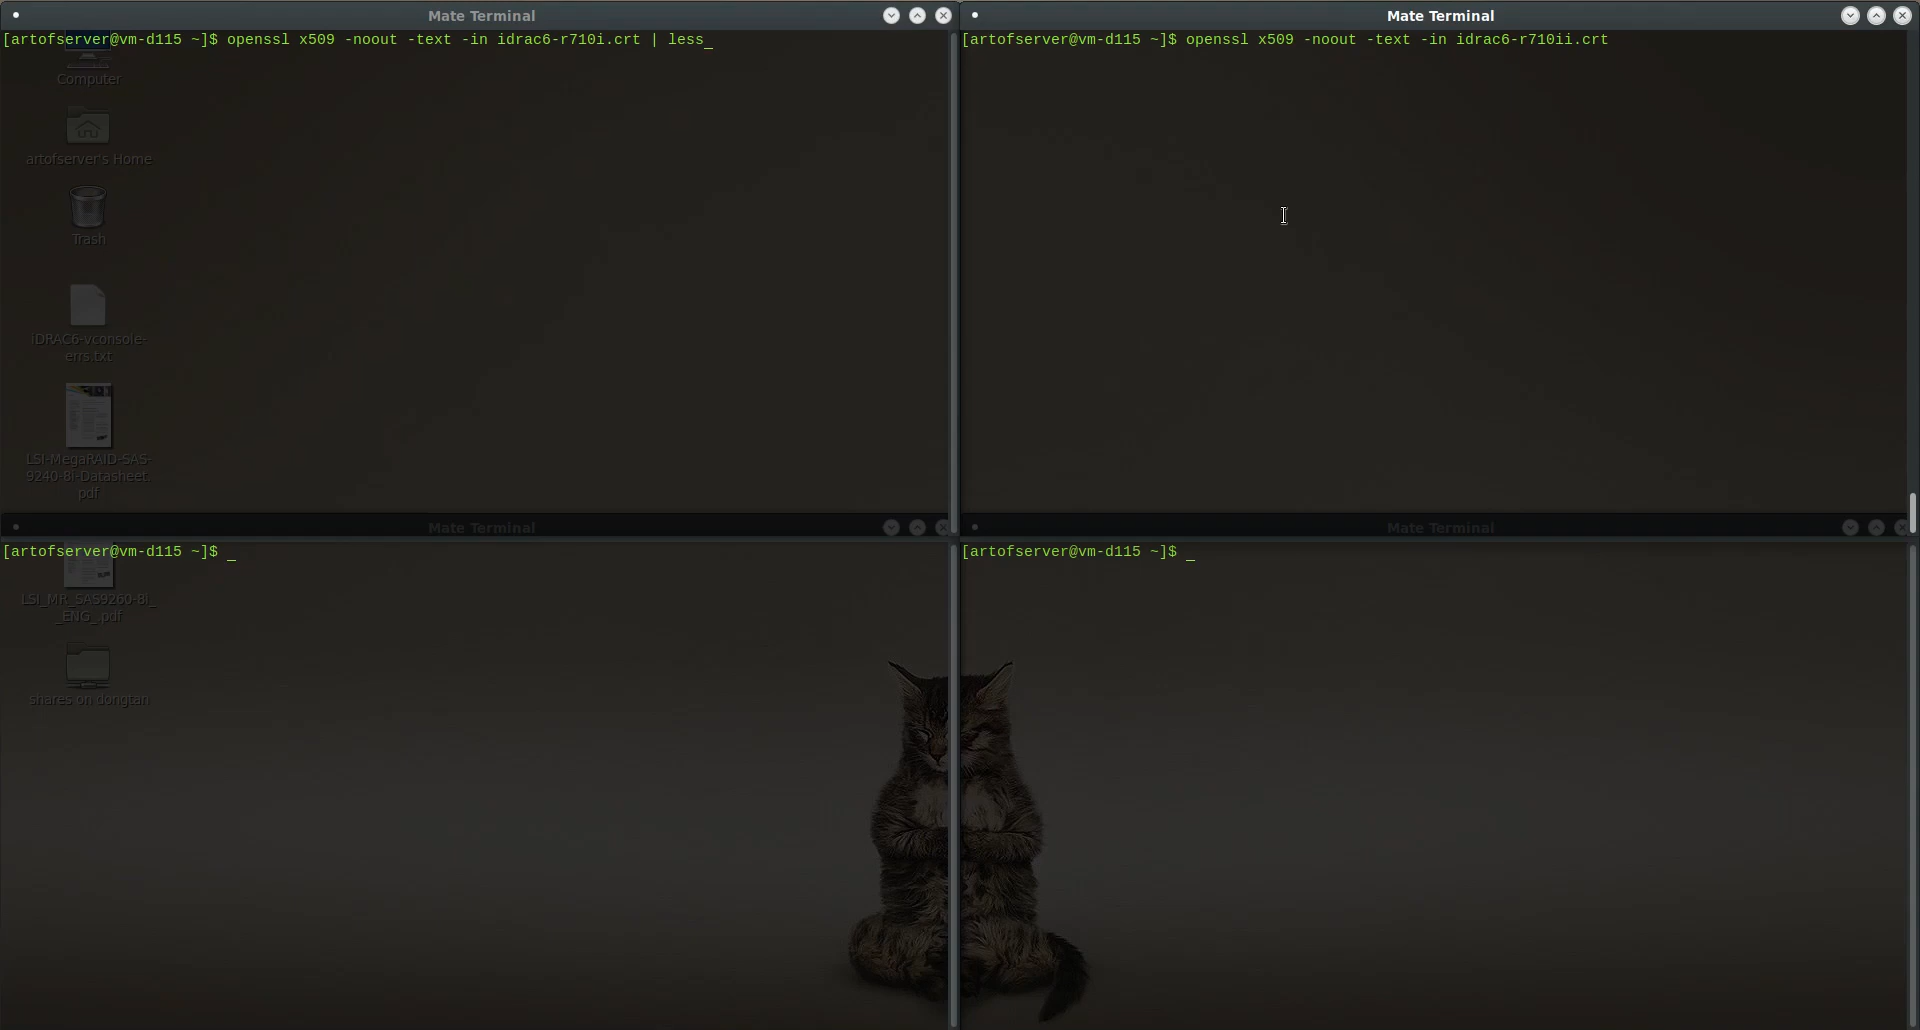 Mate Terminal
[artofserver@vm-d115 ~]$ openssl x509 -noout -text -in idrac6-r710i.crt | less_
Computer
artofserver's Home
Trash
iDRAC6-vconsole-
errs.txt
LSI-MegaRAID-SAS-
9240-8i-Datasheet.
pdf
Mate Terminal
[artofserver@vm-d115 ~]$ openssl x509 -noout -text -in idrac6-r710ii.crt
Mate Terminal
[artofserver@vm-d115 ~]$ _
LSI_MR_SAS9260-8i_
_ENG_.pdf
shares on dongtan
Mate Terminal
[artofserver@vm-d115 ~]$ _